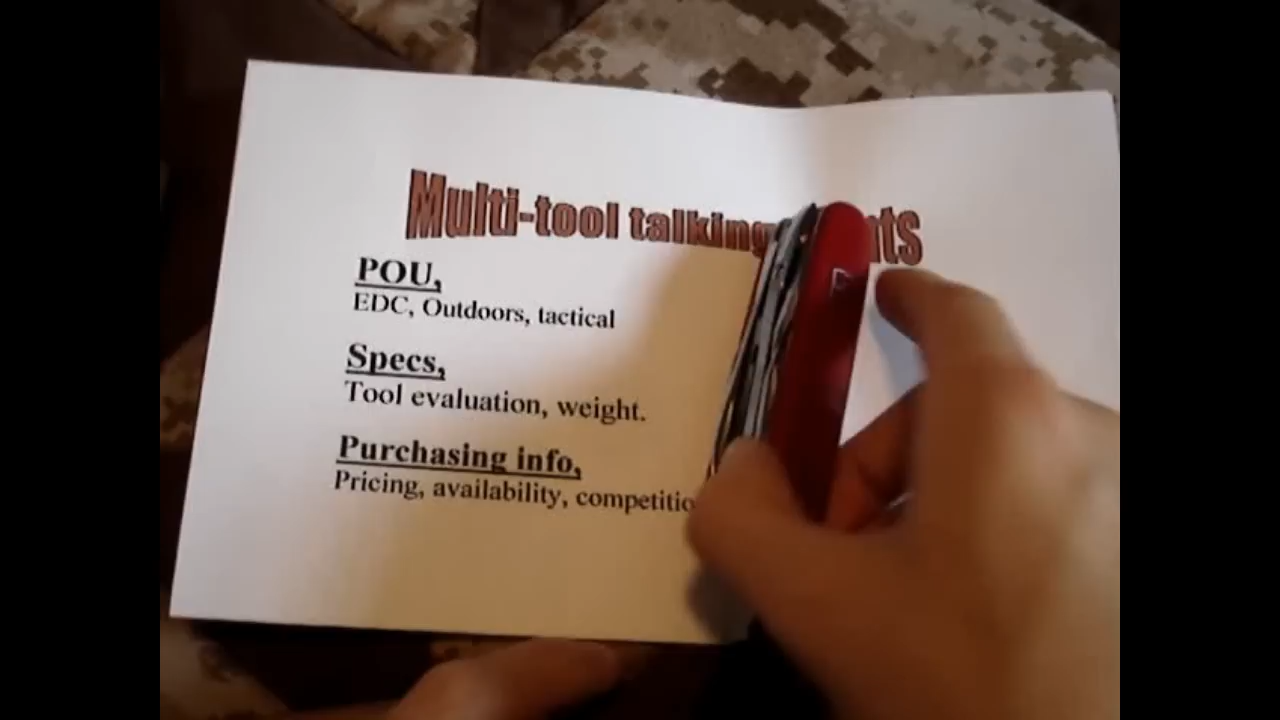 Multi-tool talking
POU,
EDC, Outdoors, tactical
Specs,
Tool evaluation, weight.
Purchasing info,
Pricing, availability,